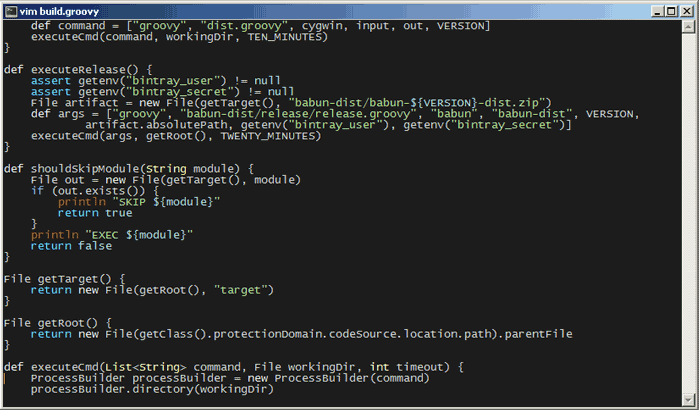 vim build.groovy
    def command = ["groovy", "dist.groovy", cygwin, input, out, VERSION]
    executeCmd(command, workingDir, TEN_MINUTES)
}
def executeRelease() {
    assert getenv("bintray_user") != null
    assert getenv("bintray_secret") != null
    File artifact = new File(getTarget(), "babun-dist/babun-${VERSION}-dist.zip")
    def args = ["groovy", "babun-dist/release/release.groovy", "babun", "babun-dist", VERSION,
            artifact.absolutePath, getenv("bintray_user"), getenv("bintray_secret")]
    executeCmd(args, getRoot(), TWENTY_MINUTES)
}
def shouldSkipModule(String module) {
    File out = new File(getTarget(), module)
    if (out.exists()) {
        println "SKIP ${module}"
        return true
    }
    println "EXEC ${module}"
    return false
}
File getTarget() {
    return new File(getRoot(), "target")
}
File getRoot() {
    return new File(getClass().protectionDomain.codeSource.location.path).parentFile
}
def executeCmd(List<String> command, File workingDir, int timeout) {
    ProcessBuilder processBuilder = new ProcessBuilder(command)
    processBuilder.directory(workingDir)